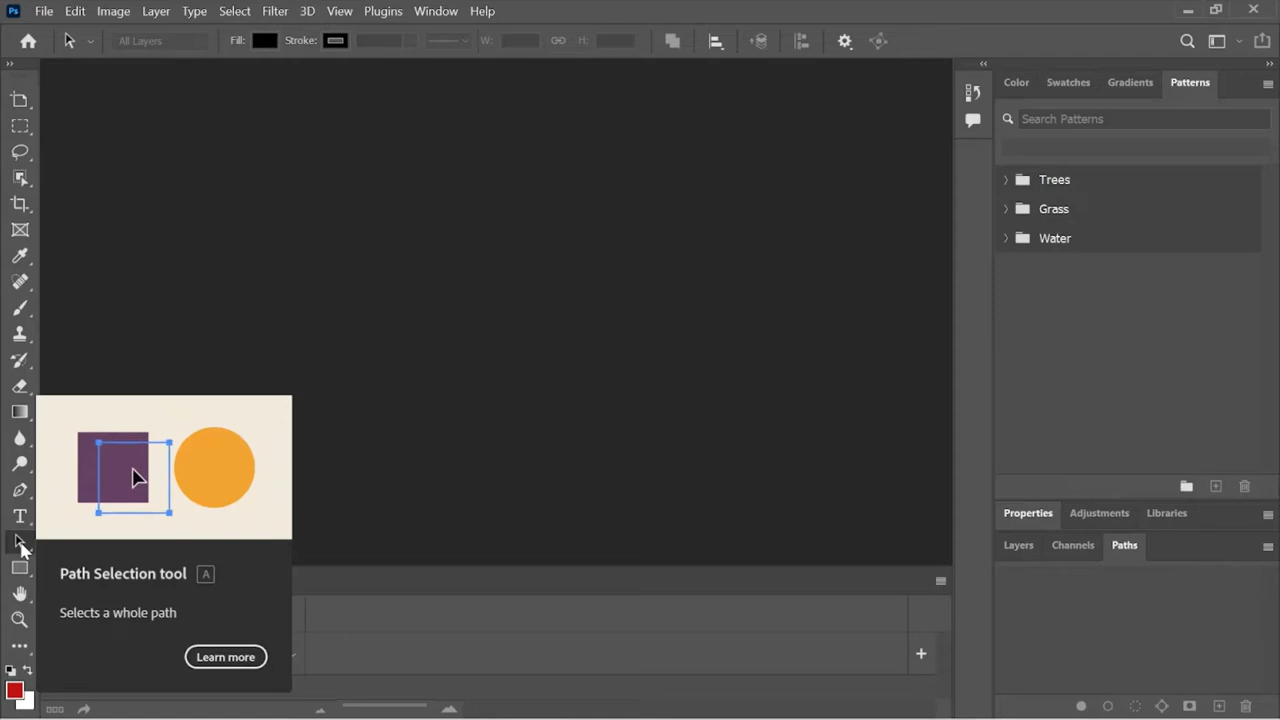 Ps File Edit Image Layer Type Select Filter 3D View Plugins Window Help
All Layers Fill: Stroke: W: H:
Color Swatches Gradients Patterns
Search Patterns
Trees
Grass
Water
T
Path Selection tool A
Selects a whole path
Learn more
Properties Adjustments Libraries
Layers Channels Paths